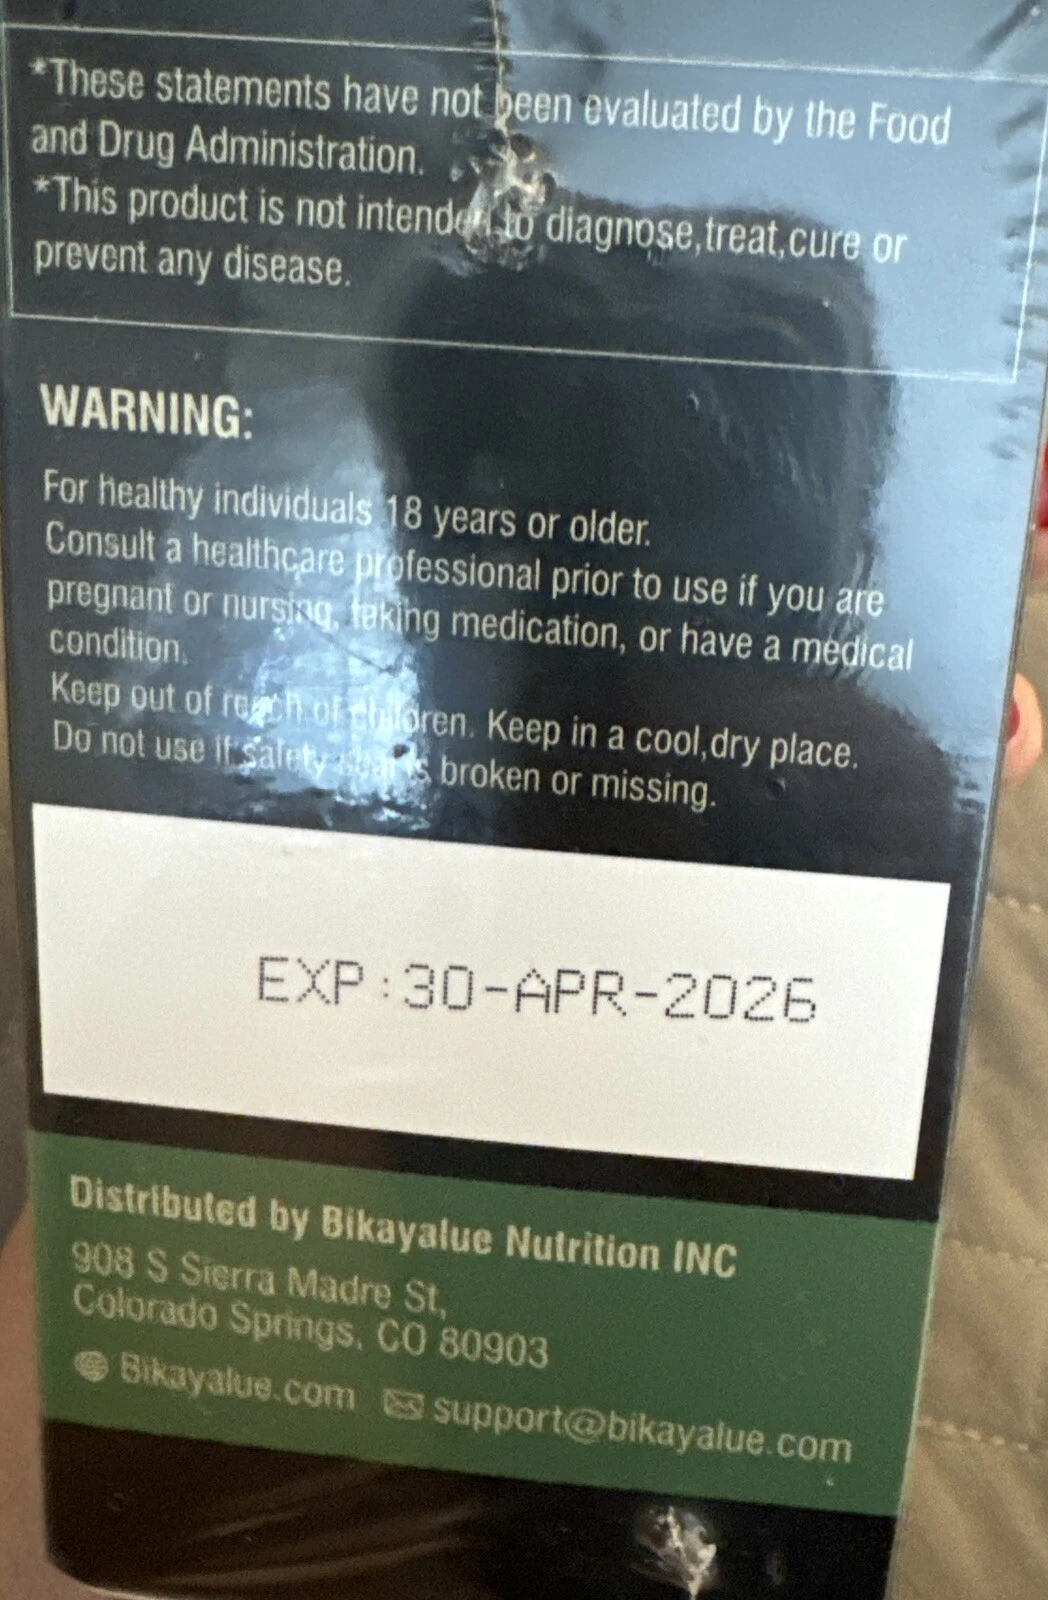 *These statements have not been evaluated by the Food
and Drug Administration.
*This product is not intended to diagnose,treat,cure or
prevent any disease.
WARNING:
For healthy individuals 18 years or older.
Consult a healthcare professional prior to use if you are
pregnant or nursing, taking medication, or have a medical
condition.
Keep out of reach of children. Keep in a cool,dry place.
Do not use if safety seal is broken or missing.
EXP:30-APR-2026
Distributed by Bikayalue Nutrition INC
908 S Sierra Madre St,
Colorado Springs, CO 80903
Bikayalue.com support@bikayalue.com